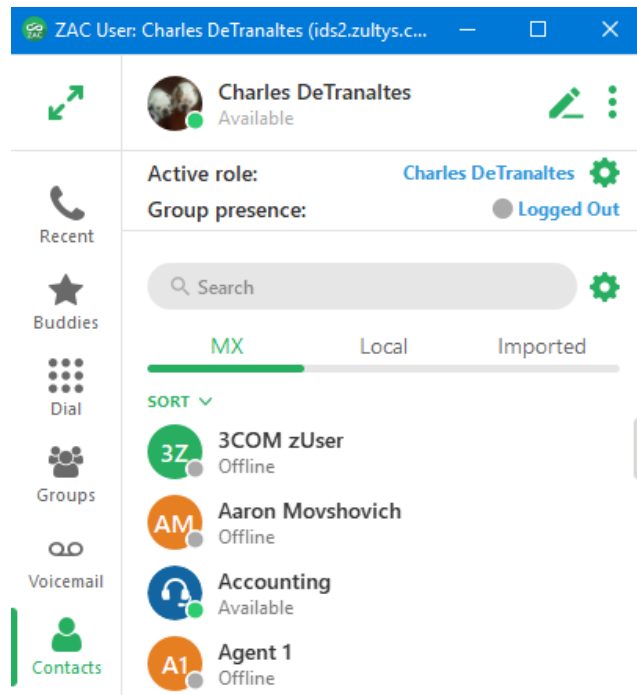 ZAC User: Charles DeTranaltes (ids2.zultys.c...
Charles DeTranaltes
Available
Active role: Charles DeTranaltes
Group presence: Logged Out
Recent
Buddies
Dial
Groups
Voicemail
Contacts
Search
MX Local Imported
SORT
3Z
3COM zUser
Offline
AM
Aaron Movshovich
Offline
Accounting
Available
A1
Agent 1
Offline